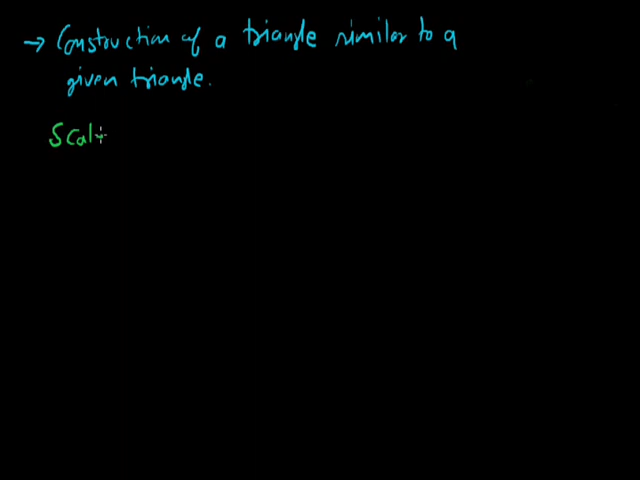 → Construction of a triangle similar to a
given triangle.
Scal